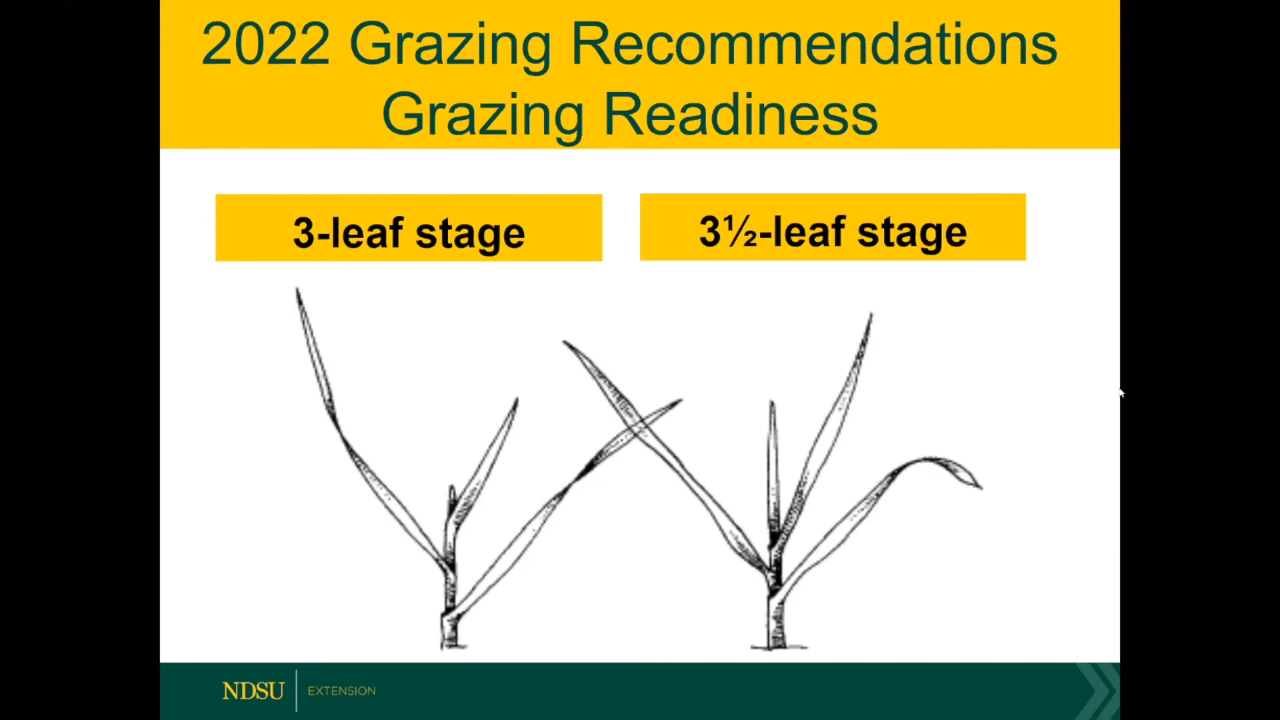 2022 Grazing Recommendations
Grazing Readiness
3-leaf stage
3½-leaf stage
NDSU
EXTENSION